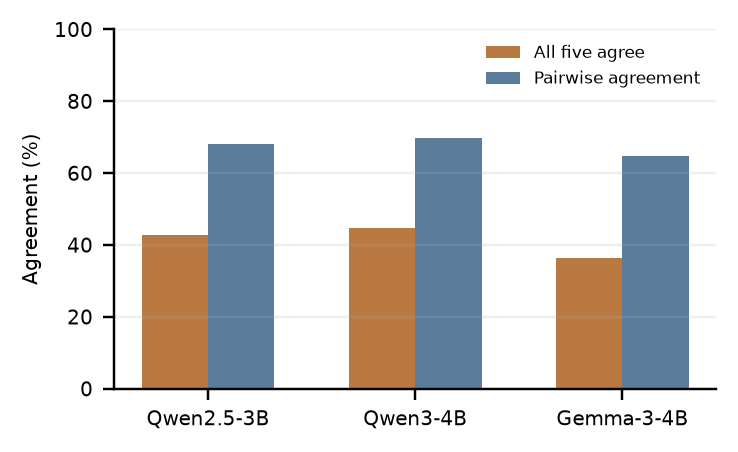 100
80
60
40
20
0
Agreement (%)
All five agree
Pairwise agreement
Qwen2.5-3B
Qwen3-4B
Gemma-3-4B